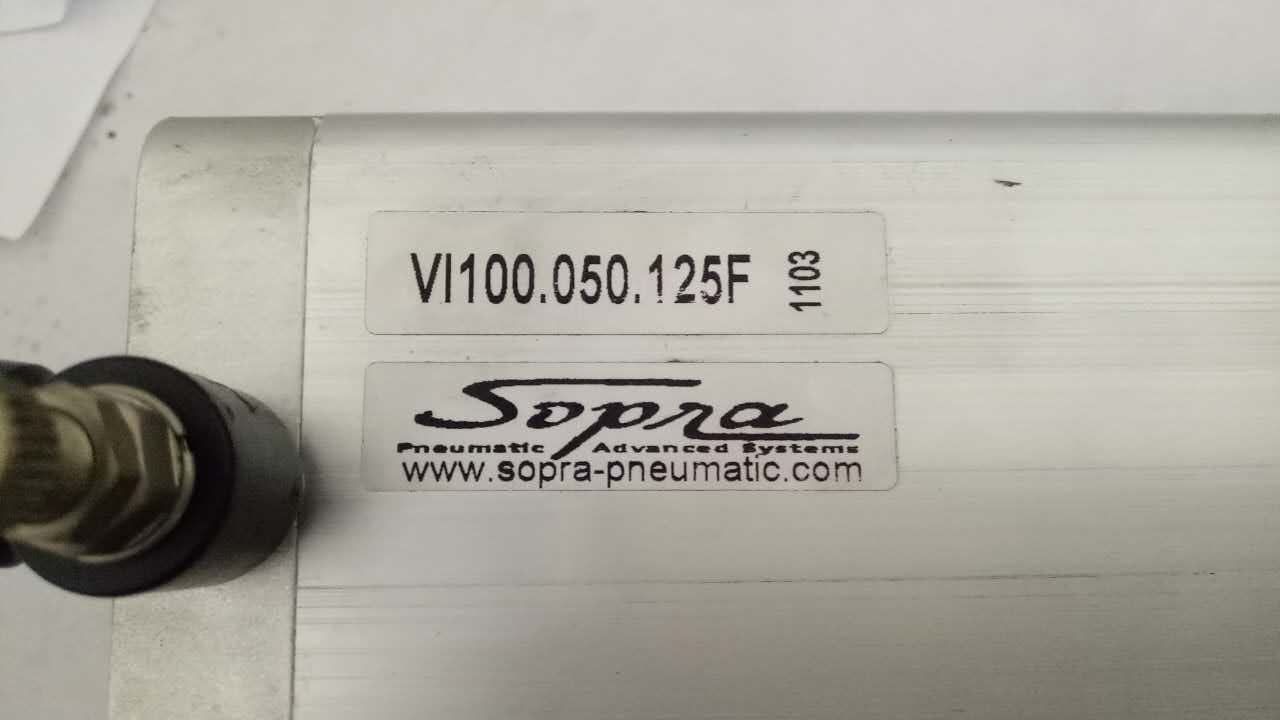 VI100.050.125F
1103
Sopra
Pneumatic Advanced Systems
www.sopra-pneumatic.com